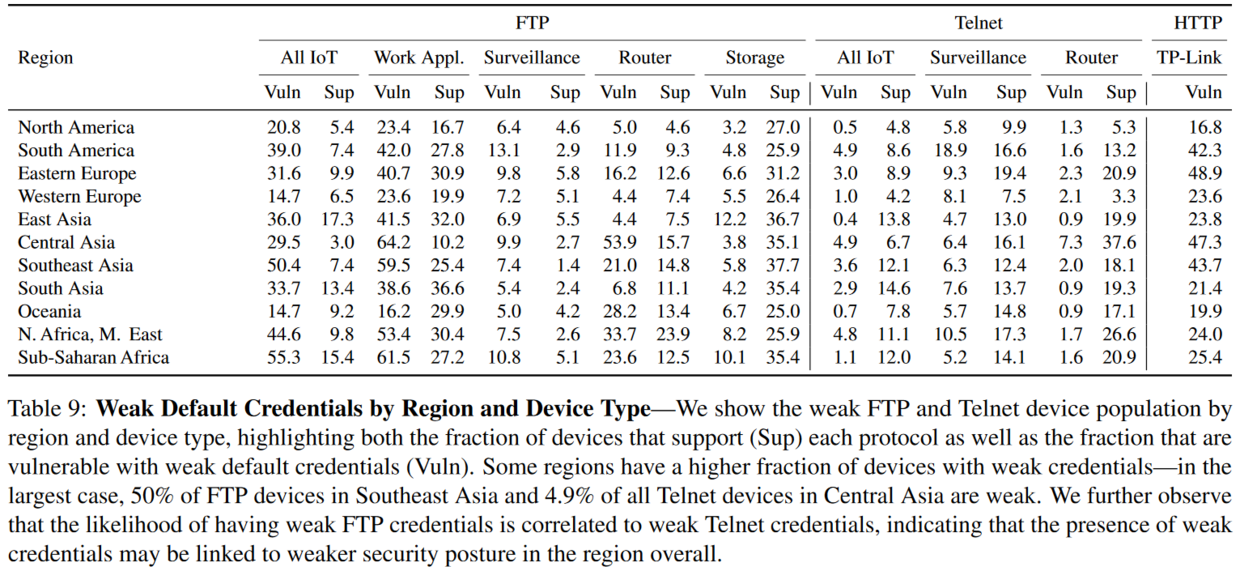 FTP Telnet HTTP
Region All IoT Work Appl. Surveillance Router Storage All IoT Surveillance Router TP-Link
Vuln Sup Vuln Sup Vuln Sup Vuln Sup Vuln Sup Vuln Sup Vuln Sup Vuln Sup Vuln
North America 20.8 5.4 23.4 16.7 6.4 4.6 5.0 4.6 3.2 27.0 0.5 4.8 5.8 9.9 1.3 5.3 16.8
South America 39.0 7.4 42.0 27.8 13.1 2.9 11.9 9.3 4.8 25.9 4.9 8.6 18.9 16.6 1.6 13.2 42.3
Eastern Europe 31.6 9.9 40.7 30.9 9.8 5.8 16.2 12.6 6.6 31.2 3.0 8.9 9.3 19.4 2.3 20.9 48.9
Western Europe 14.7 6.5 23.6 19.9 7.2 5.1 4.4 7.4 5.5 26.4 1.0 4.2 8.1 7.5 2.1 3.3 23.6
East Asia 36.0 17.3 41.5 32.0 6.9 5.5 4.4 7.5 12.2 36.7 0.4 13.8 4.7 13.0 0.9 19.9 23.8
Central Asia 29.5 3.0 64.2 10.2 9.9 2.7 53.9 15.7 3.8 35.1 4.9 6.7 6.4 16.1 7.3 37.6 47.3
Southeast Asia 50.4 7.4 59.5 25.4 7.4 1.4 21.0 14.8 5.8 37.7 3.6 12.1 6.3 12.4 2.0 18.1 43.7
South Asia 33.7 13.4 38.6 36.6 5.4 2.4 6.8 11.1 4.2 35.4 2.9 14.6 7.6 13.7 0.9 19.3 21.4
Oceania 14.7 9.2 16.2 29.9 5.0 4.2 28.2 13.4 6.7 25.0 0.7 7.8 5.7 14.8 0.9 17.1 19.9
N. Africa, M. East 44.6 9.8 53.4 30.4 7.5 2.6 33.7 23.9 8.2 25.9 4.8 11.1 10.5 17.3 1.7 26.6 24.0
Sub-Saharan Africa 55.3 15.4 61.5 27.2 10.8 5.1 23.6 12.5 10.1 35.4 1.1 12.0 5.2 14.1 1.6 20.9 25.4
Table 9: Weak Default Credentials by Region and Device Type—We show the weak FTP and Telnet device population by
region and device type, highlighting both the fraction of devices that support (Sup) each protocol as well as the fraction that are
vulnerable with weak default credentials (Vuln). Some regions have a higher fraction of devices with weak credentials—in the
largest case, 50% of FTP devices in Southeast Asia and 4.9% of all Telnet devices in Central Asia are weak. We further observe
that the likelihood of having weak FTP credentials is correlated to weak Telnet credentials, indicating that the presence of weak
credentials may be linked to weaker security posture in the region overall.